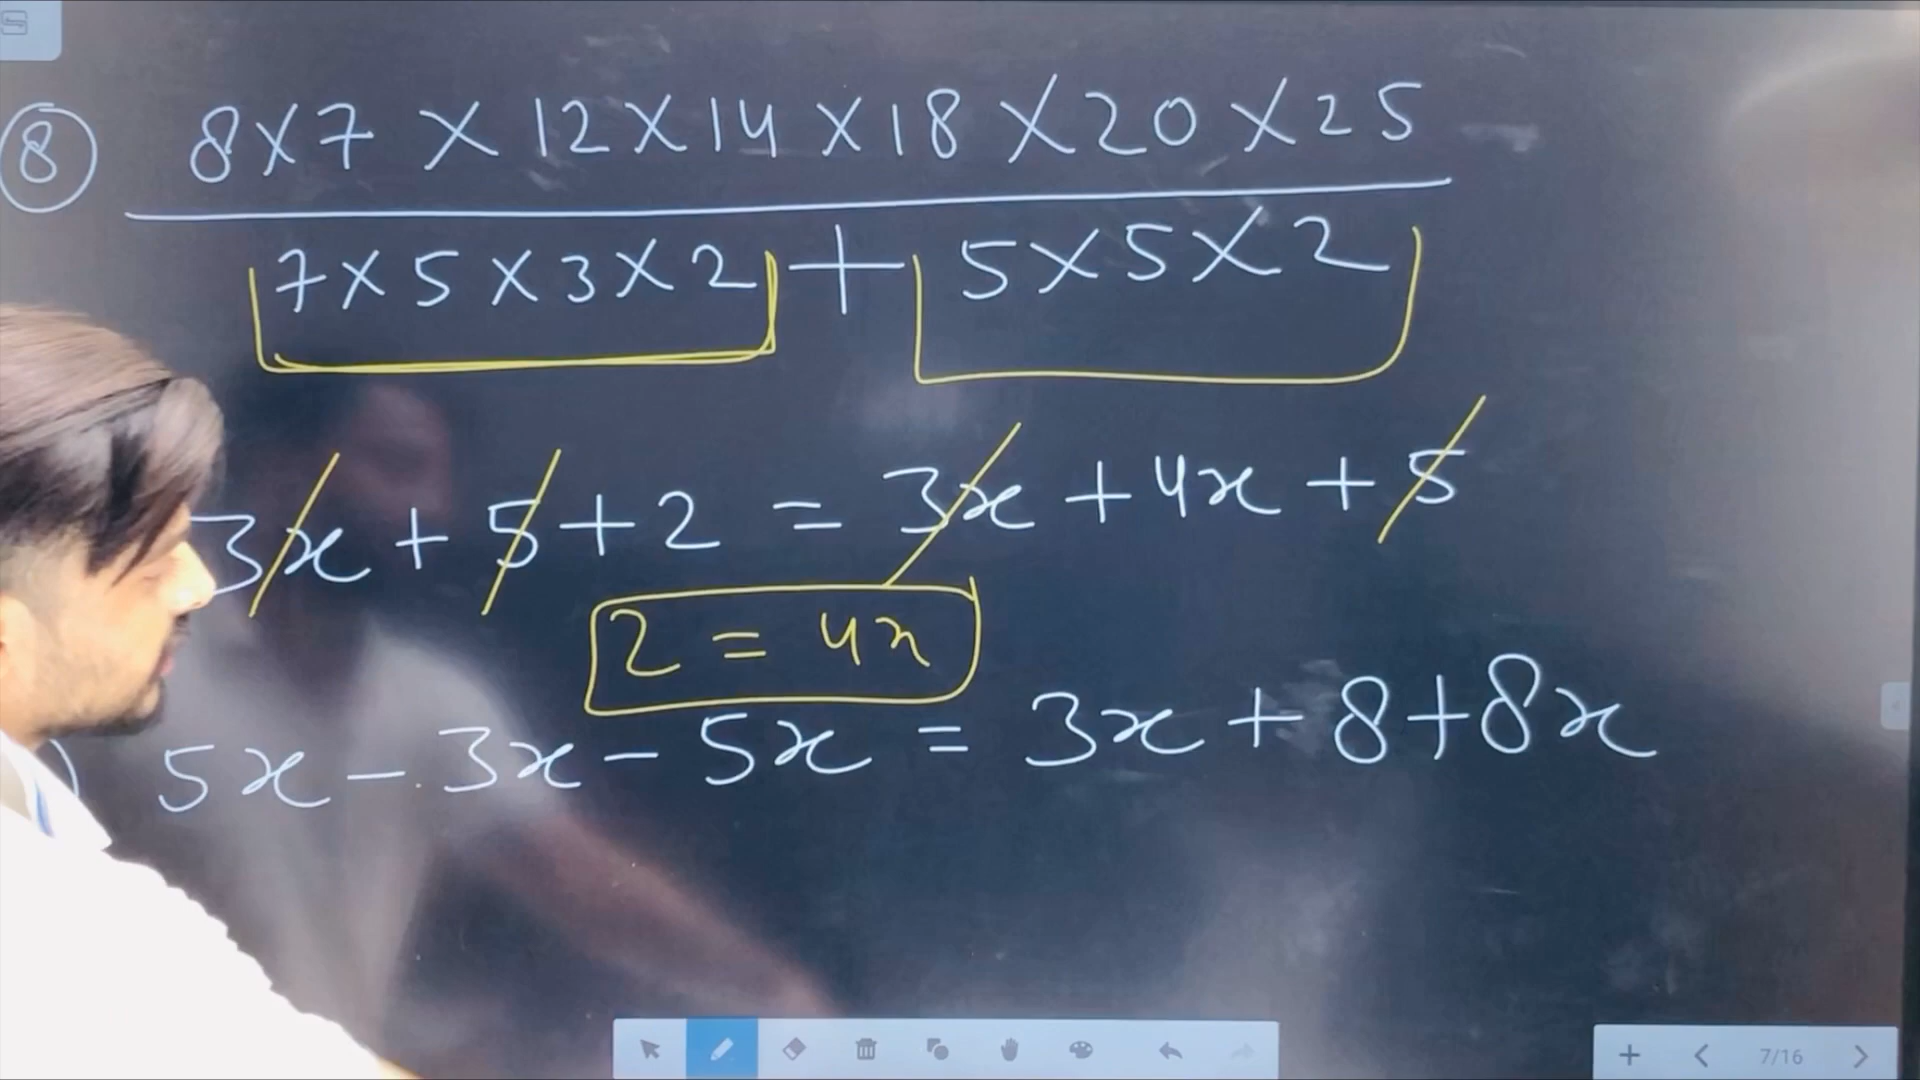 8 8×7×12×14×18×20×25
7×5×3×2 + 5×5×2
3x + 5 + 2 = 3x + 4x + 5
2 = 4x
5x - 3x - 5x = 3x + 8 + 8x
7/16